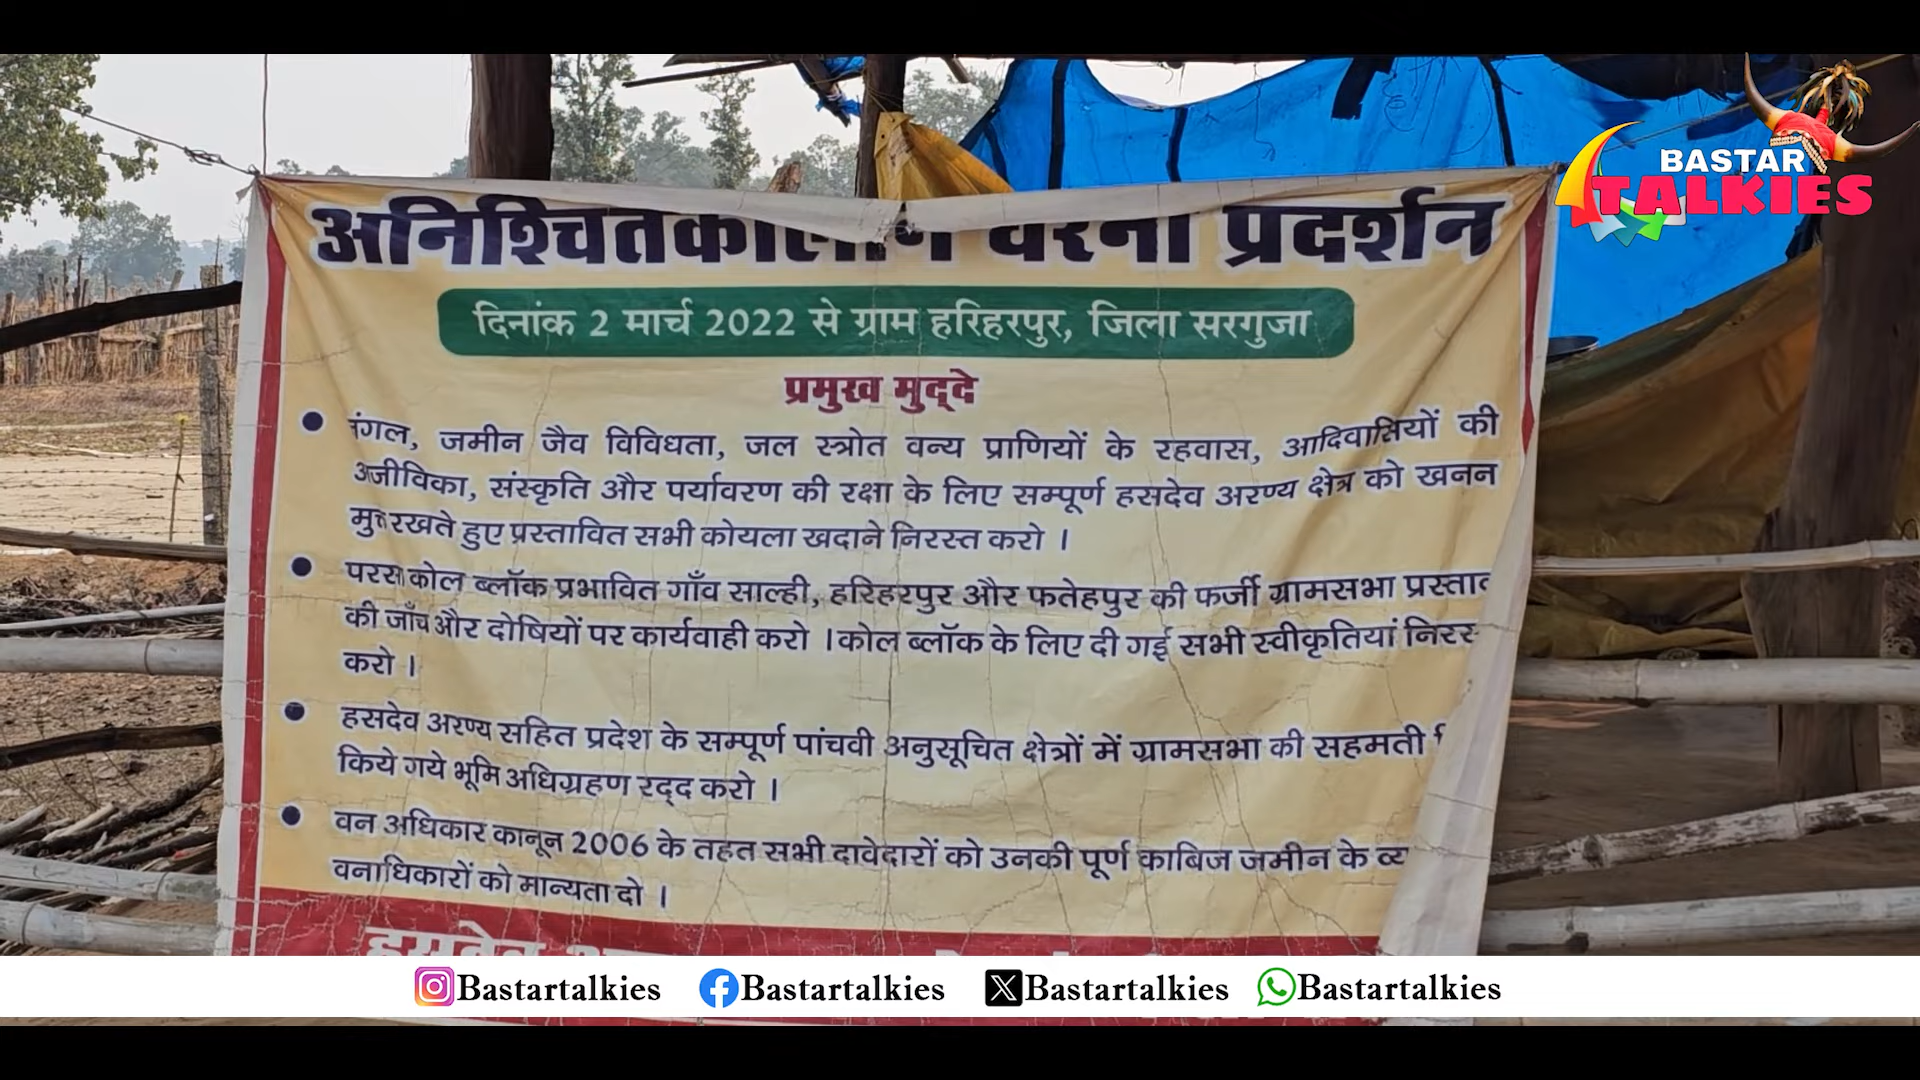 BASTAR
TALKIES
अनिश्चितकालीन धरना प्रदर्शन
दिनांक 2 मार्च 2022 से ग्राम हरिहरपुर, जिला सरगुजा
प्रमुख मुद्दे
जमीन जैव विविधता, जल स्त्रोत वन्य प्राणियों के रहवास, आदिवासियों की
संस्कृति और पर्यावरण की रक्षा के लिए सम्पूर्ण हसदेव अरण्य क्षेत्र को खनन
रखते हुए प्रस्तावित सभी कोयला खदाने निरस्त करो ।
परसा कोल ब्लॉक प्रभावित गाँव साल्ही, हरिहरपुर और फतेहपुर की फर्जी ग्रामसभा
की जाँच और दोषियों पर कार्यवाही करो । कोल ब्लॉक के लिए दी गई सभी स्वीकृतियां
करो ।
हसदेव अरण्य सहित प्रदेश के सम्पूर्ण पांचवी अनुसूचित क्षेत्रों में ग्रामसभा की सहमती
किये गये भूमि अधिग्रहण रद्द करो ।
वन अधिकार कानून 2006 के तहत सभी दावेदारों को उनकी पूर्ण काबिज जमीन के
वनाधिकारों को मान्यता दो ।
हसदेव
Bastartalkies Bastartalkies Bastartalkies Bastartalkies